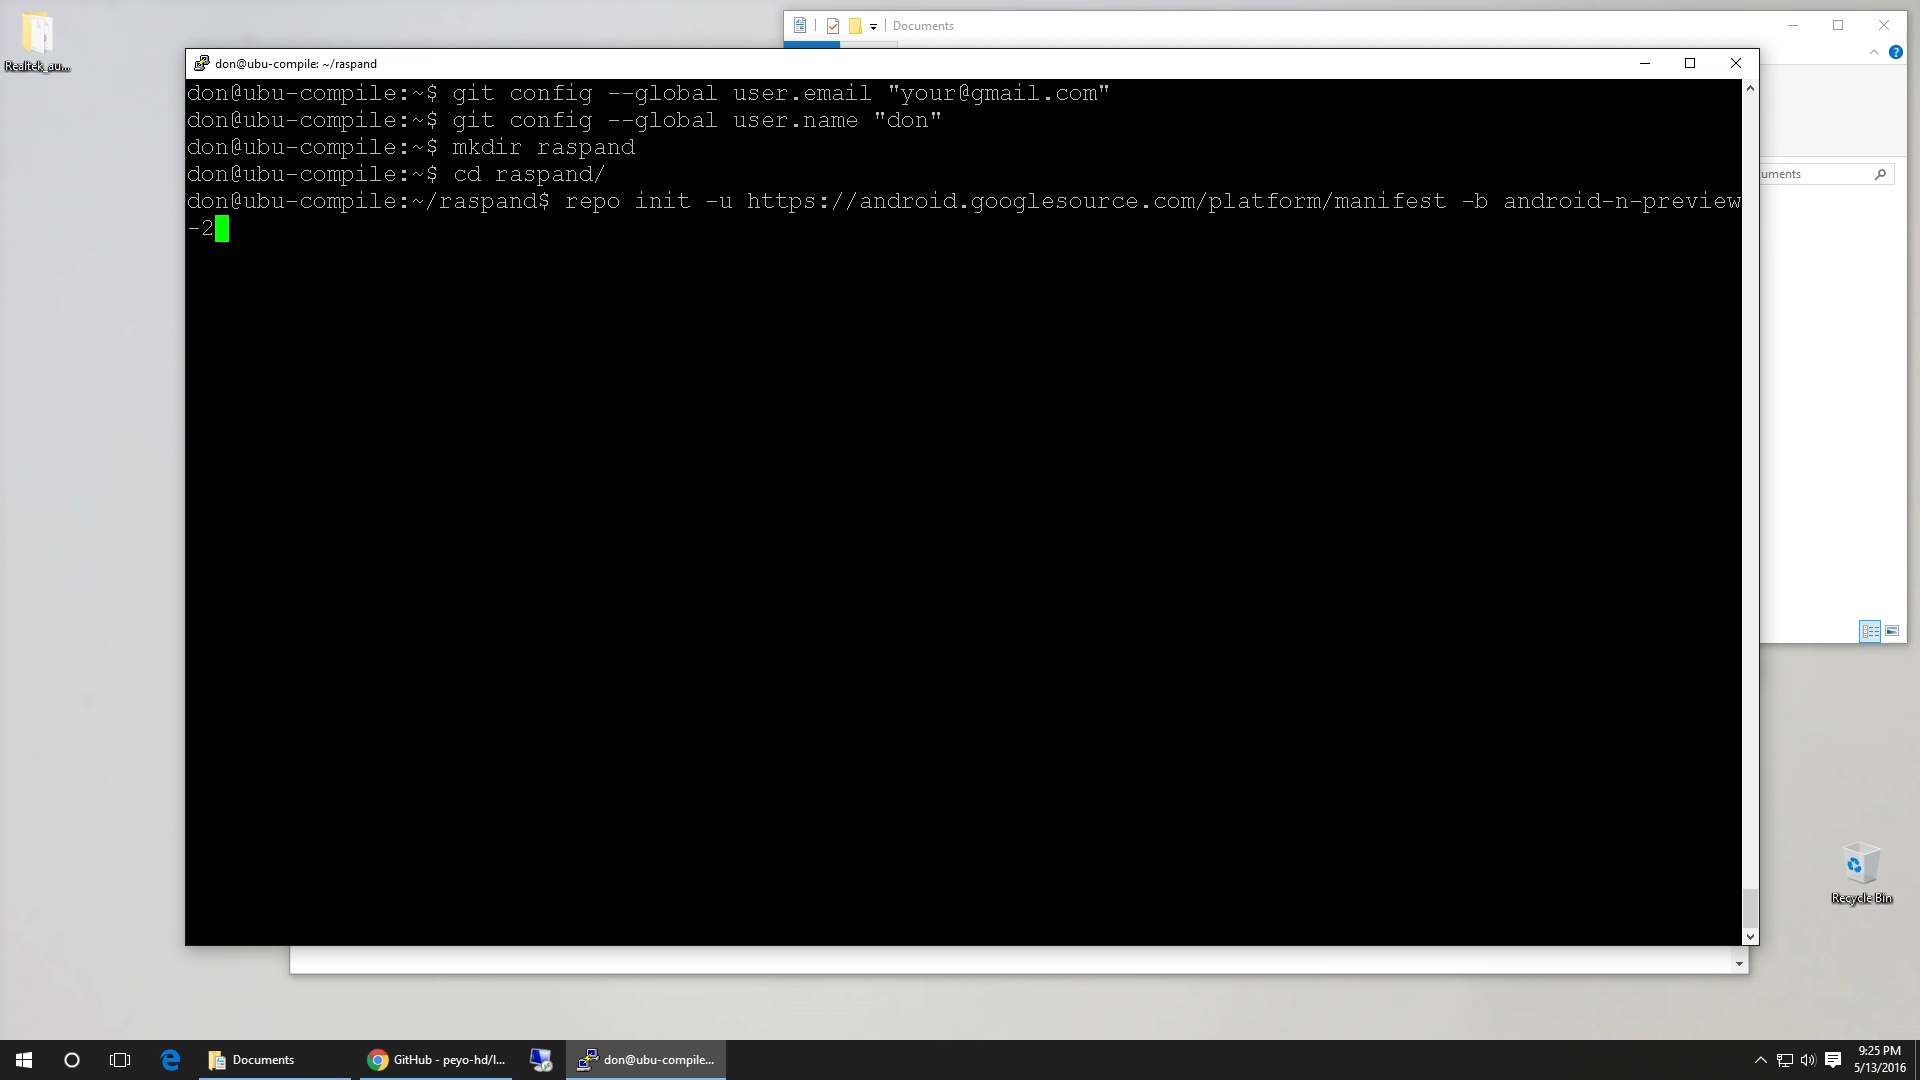 Realtek_au...
Documents
don@ubu-compile: ~/raspand
don@ubu-compile:~$ git config --global user.email "your@gmail.com"
don@ubu-compile:~$ git config --global user.name "don"
don@ubu-compile:~$ mkdir raspand
don@ubu-compile:~$ cd raspand/
don@ubu-compile:~/raspand$ repo init -u https://android.googlesource.com/platform/manifest -b android-n-preview
-2
uments
Recycle Bin
Documents
GitHub - peyo-hd/l...
don@ubu-compile...
9:25 PM
5/13/2016